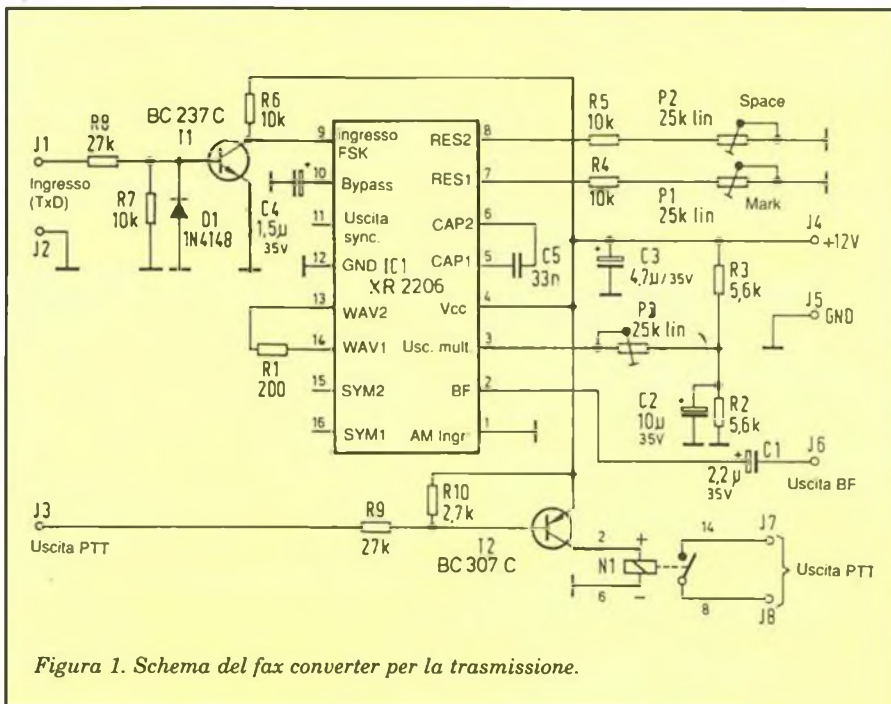 R8
27k
BC 237 C
T1
R6
10k
J1
Ingresso
(TxD)
J2
R7
10k
D1
1N4148
C4
1,5µ
35V
9
ingresso
FSK
10
Bypass
11
Uscita
sync.
12
GND
IC1
XR 2206
13
WAV2
14
WAV1
R1
200
15
SYM2
16
SYM1
RES2
8
RES1
7
CAP2
6
CAP1
5
Vcc
4
Usc. mult.
3
BF
2
AM Ingr
1
C5
33n
R5
10k
P2
25k lin
Space
R4
10k
P1
25k lin
Mark
J4
+12V
C3
4,7µ/35V
R3
5,6k
J5
GND
P3
25k lin
C2
10µ
35V
R2
5,6k
C1
2,2µ
35V
J6
Uscita BF
J3
Uscita PTT
R9
27k
R10
2,7k
T2
BC 307 C
2
+
N1
6
−
14
J7
8
J8
Uscita PTT
Figura 1. Schema del fax converter per la trasmissione.